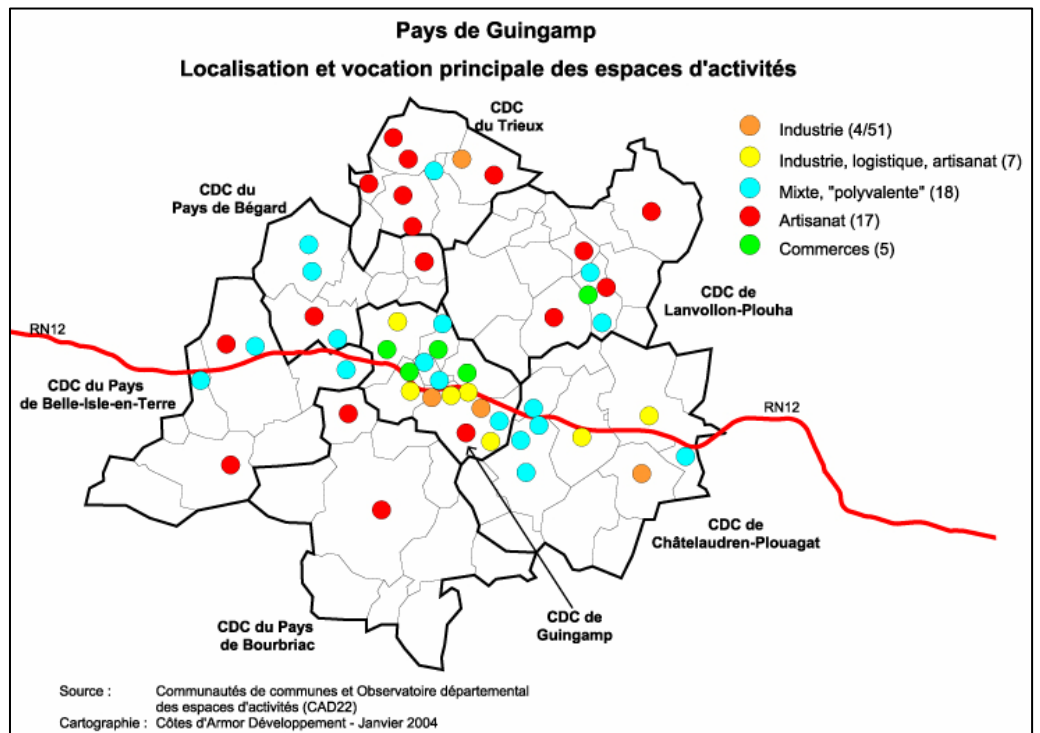 Pays de Guingamp
Localisation et vocation principale des espaces d'activités
CDC
du Trieux
Industrie (4/51)
Industrie, logistique, artisanat (7)
Mixte, "polyvalente" (18)
Artisanat (17)
Commerces (5)
CDC du
Pays de Bégard
CDC de
Lanvollon-Plouha
RN12
CDC du Pays
de Belle-Isle-en-Terre
RN12
CDC de
Châtelaudren-Plouagat
CDC de
Guingamp
CDC du Pays
de Bourbriac
Source : Communautés de communes et Observatoire départemental
des espaces d'activités (CAD22)
Cartographie : Côtes d'Armor Développement - Janvier 2004